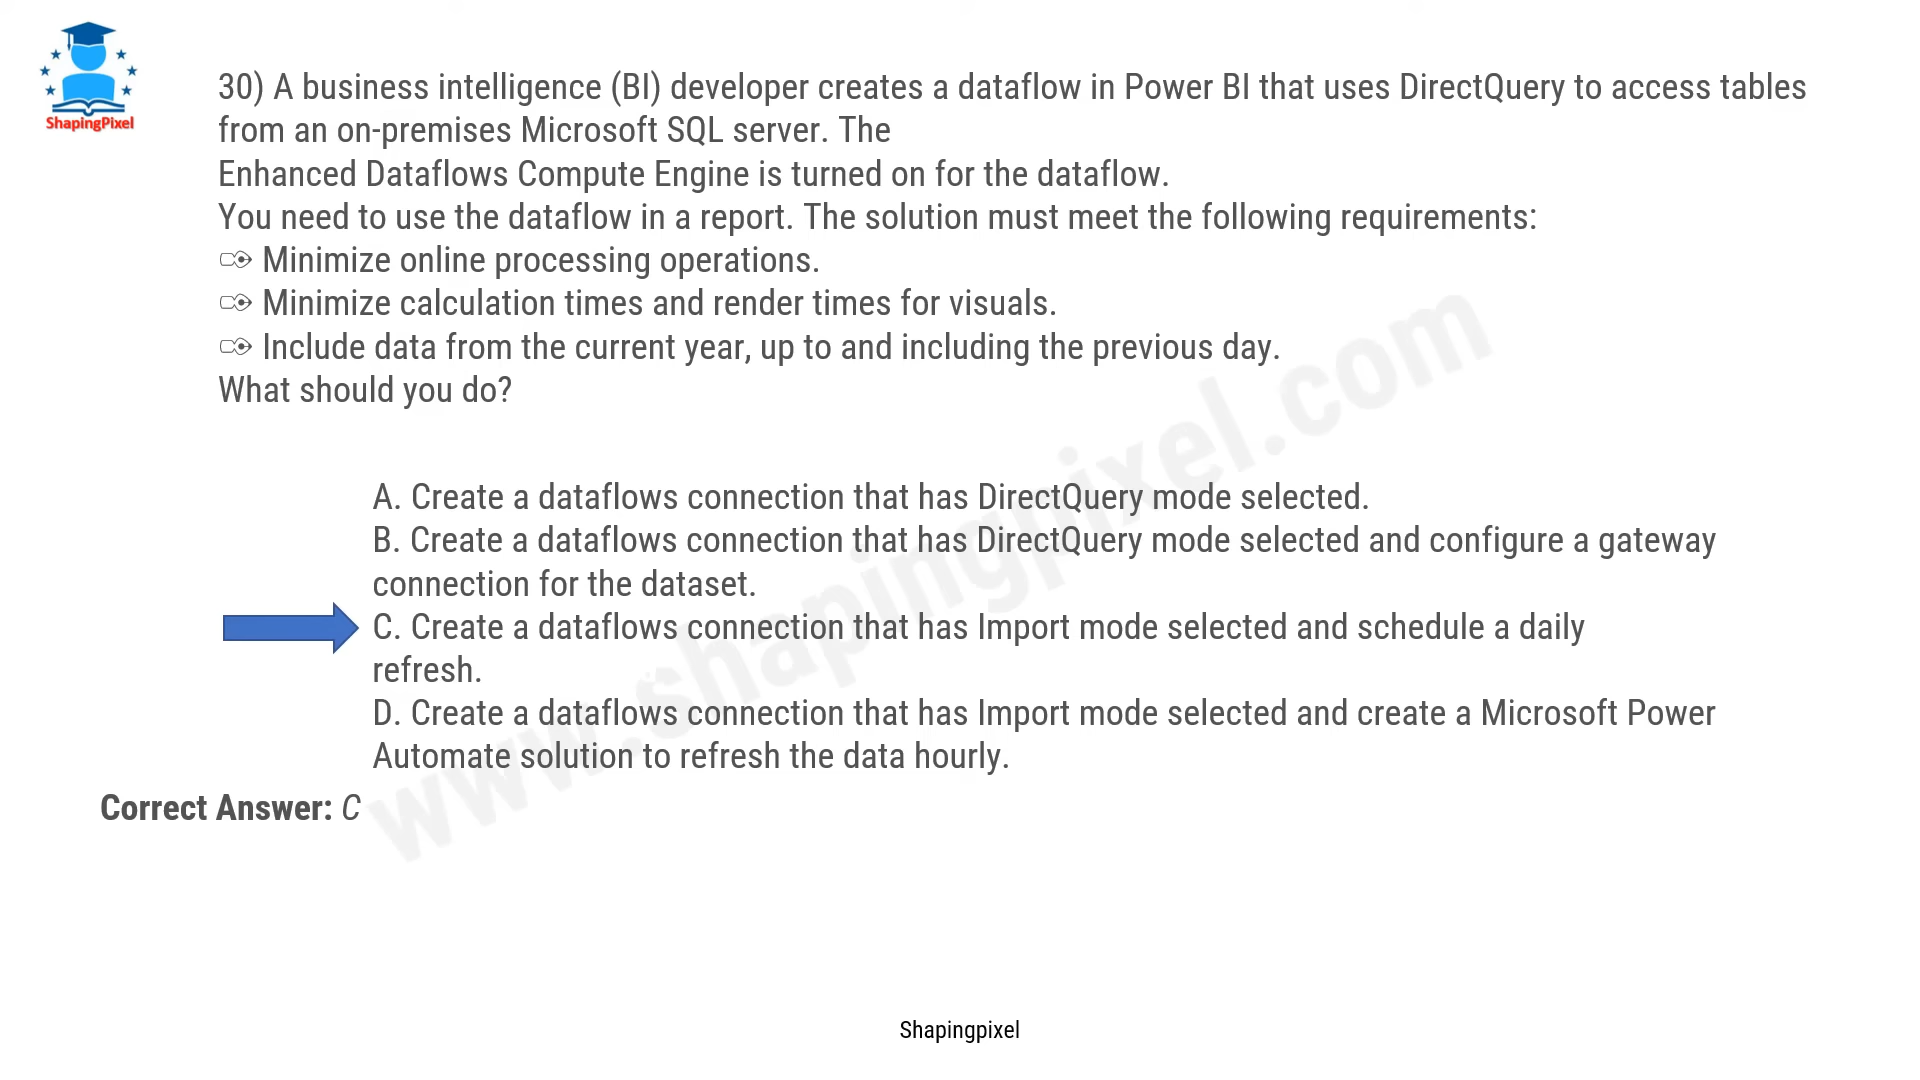 ShapingPixel
30) A business intelligence (BI) developer creates a dataflow in Power BI that uses DirectQuery to access tables
from an on-premises Microsoft SQL server. The
Enhanced Dataflows Compute Engine is turned on for the dataflow.
You need to use the dataflow in a report. The solution must meet the following requirements:
Minimize online processing operations.
Minimize calculation times and render times for visuals.
Include data from the current year, up to and including the previous day.
What should you do?
A. Create a dataflows connection that has DirectQuery mode selected.
B. Create a dataflows connection that has DirectQuery mode selected and configure a gateway
connection for the dataset.
C. Create a dataflows connection that has Import mode selected and schedule a daily
refresh.
D. Create a dataflows connection that has Import mode selected and create a Microsoft Power
Automate solution to refresh the data hourly.
Correct Answer: C
www.shapingpixel.com
Shapingpixel